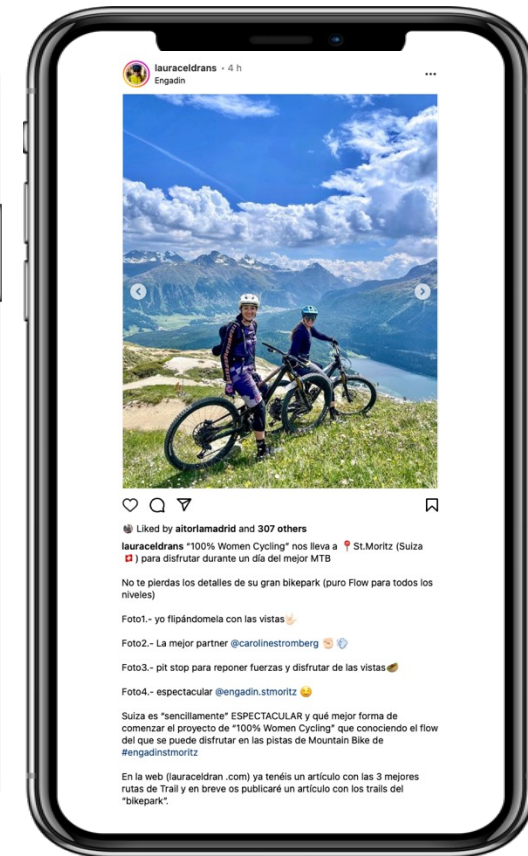 lauraceldrans • 4 h
Engadin
Liked by aitorlamadrid and 307 others
lauraceldrans "100% Women Cycling" nos lleva a 📍St.Moritz (Suiza
🇨🇭) para disfrutar durante un día del mejor MTB
No te pierdas los detalles de su gran bikepark (puro Flow para todos los
niveles)
Foto1.- yo flipándomela con las vistas🤟🏻
Foto2.- La mejor partner @carolinestromberg 👊🏻 💨
Foto3.- pit stop para reponer fuerzas y disfrutar de las vistas🥔
Foto4.- espectacular @engadin.stmoritz 😉
Suiza es "sencillamente" ESPECTACULAR y qué mejor forma de
comenzar el proyecto de "100% Women Cycling" que conociendo el flow
del que se puede disfrutar en las pistas de Mountain Bike de
#engadinstmoritz
En la web (lauraceldran .com) ya tenéis un artículo con las 3 mejores
rutas de Trail y en breve os publicaré un artículo con los trails del
"bikepark".